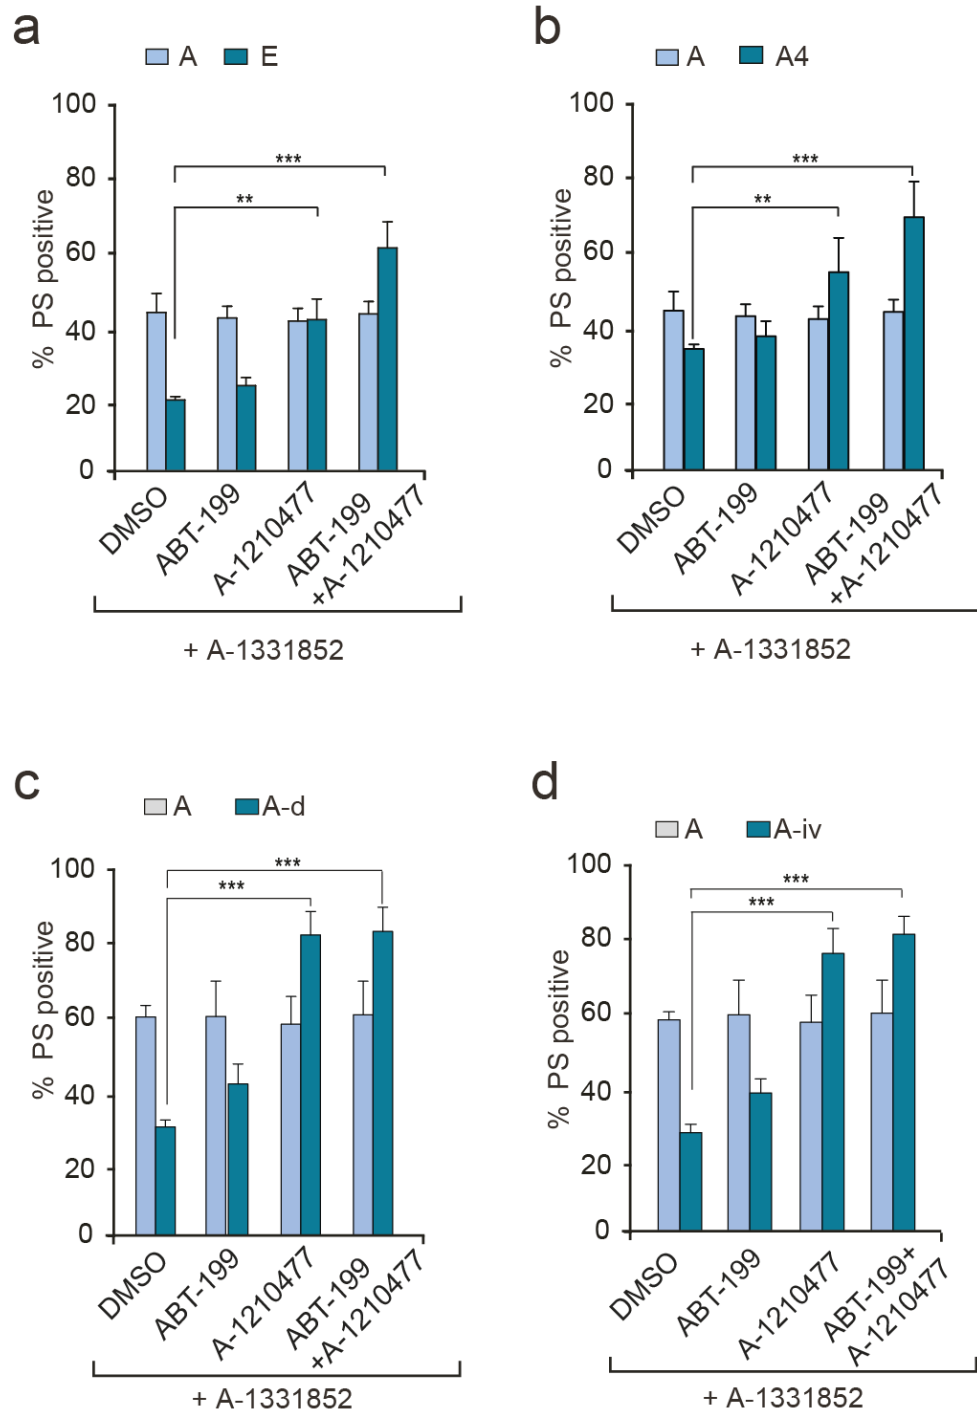 a
A E
100
80
60
40
20
0
% PS positive
***
**
DMSO
ABT-199
A-1210477
ABT-199
+A-1210477
+ A-1331852
b
A A4
100
80
60
40
20
0
% PS positive
***
**
DMSO
ABT-199
A-1210477
ABT-199
+A-1210477
+ A-1331852
c
A A-d
100
80
60
40
20
0
% PS positive
***
***
DMSO
ABT-199
A-1210477
ABT-199
+A-1210477
+ A-1331852
d
A A-iv
100
80
60
40
20
0
% PS positive
***
***
DMSO
ABT-199
A-1210477
ABT-199+
A-1210477
+ A-1331852